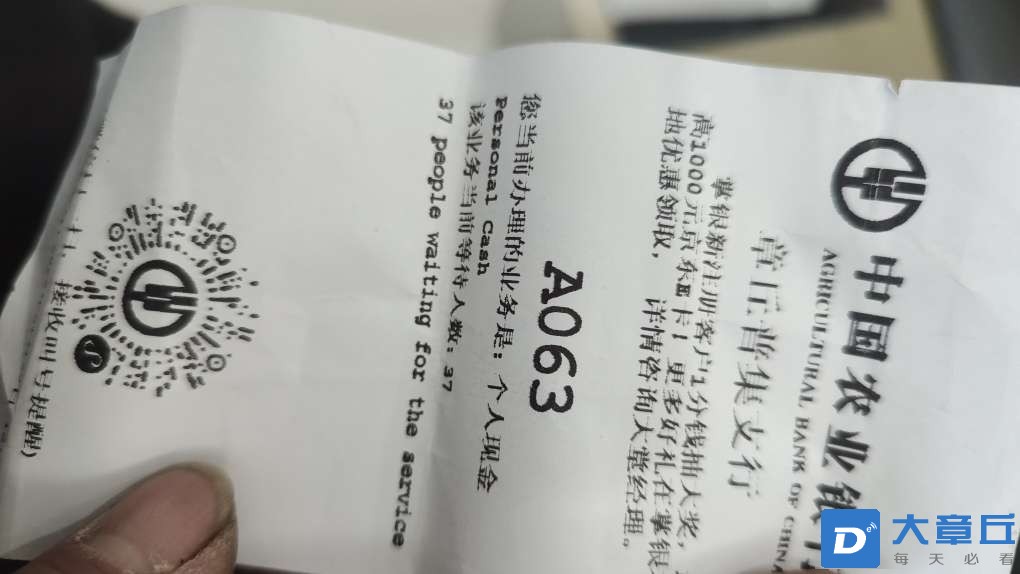 中国农业银行
AGRICULTURAL BANK OF CHINA
章丘普集支行
掌银新注册客户1分钱抽大奖,
高1000元京东E卡!更多好礼在掌银
抽优惠领取, 详情咨询大堂经理。
A063
您当前办理的业务是:个人现金
Personal Cash
该业务当前等待人数:37
37 people waiting for the service
接收叫号提醒)
大章丘
每天必看